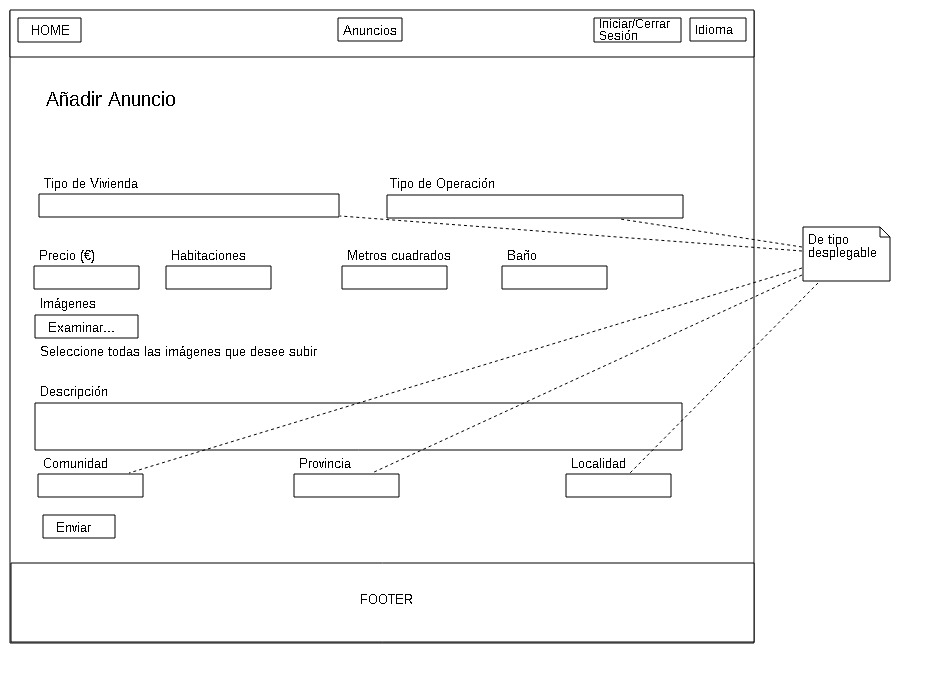 HOME
Anuncios
Iniciar/Cerrar
Sesión
Idioma
Añadir Anuncio
Tipo de Vivienda
Tipo de Operación
De tipo
desplegable
Precio (€)
Habitaciones
Metros cuadrados
Baño
Imágenes
Examinar...
Seleccione todas las imágenes que desee subir
Descripción
Comunidad
Provincia
Localidad
Enviar
FOOTER